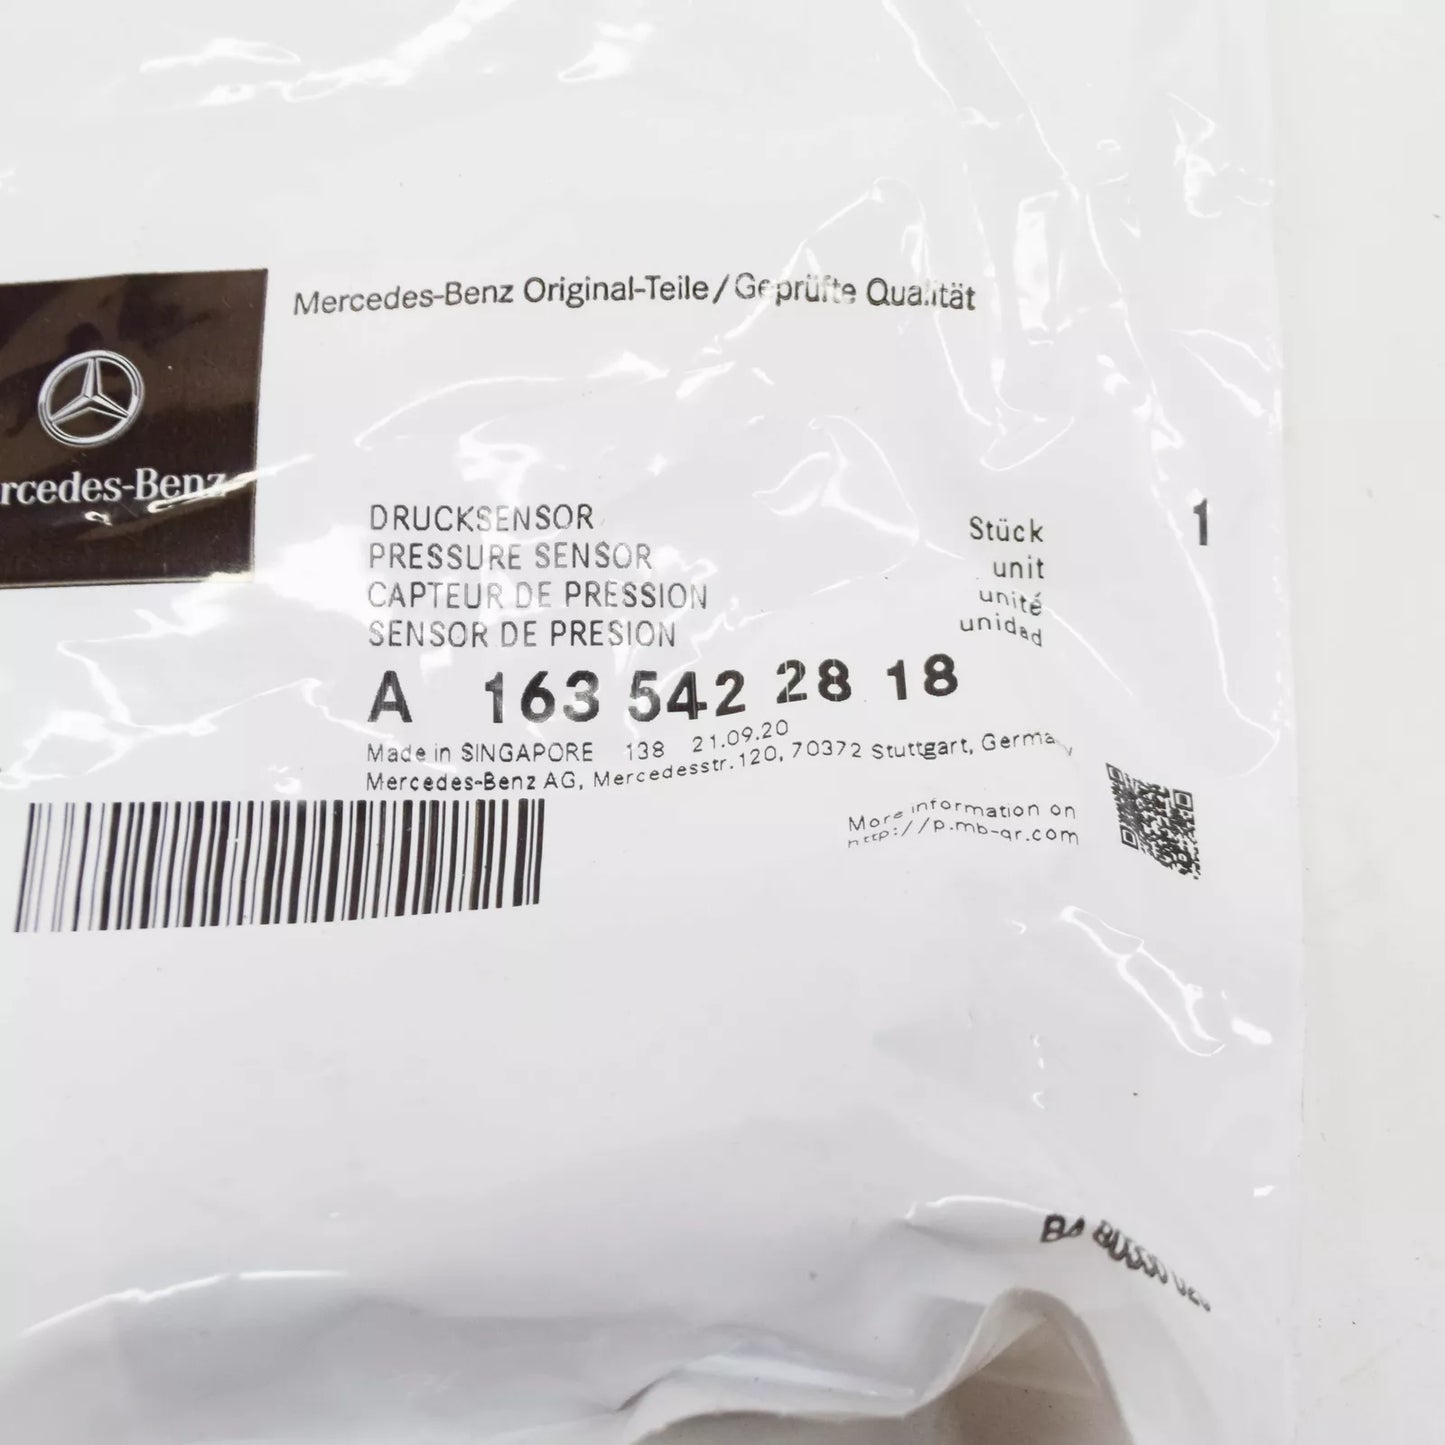 Mercedes-Benz Original-Teile/Geprüfte Qualität
rcedes-Benz
DRUCKSENSOR
PRESSURE SENSOR
CAPTEUR DE PRESSION
SENSOR DE PRESION
Stück 1
unit
unité
unidad
A 163 542 28 18
Made in SINGAPORE 138 21.09.20
Mercedes-Benz AG, Mercedesstr.120, 70372 Stuttgart,
More information on
http://p.mb-qr.com